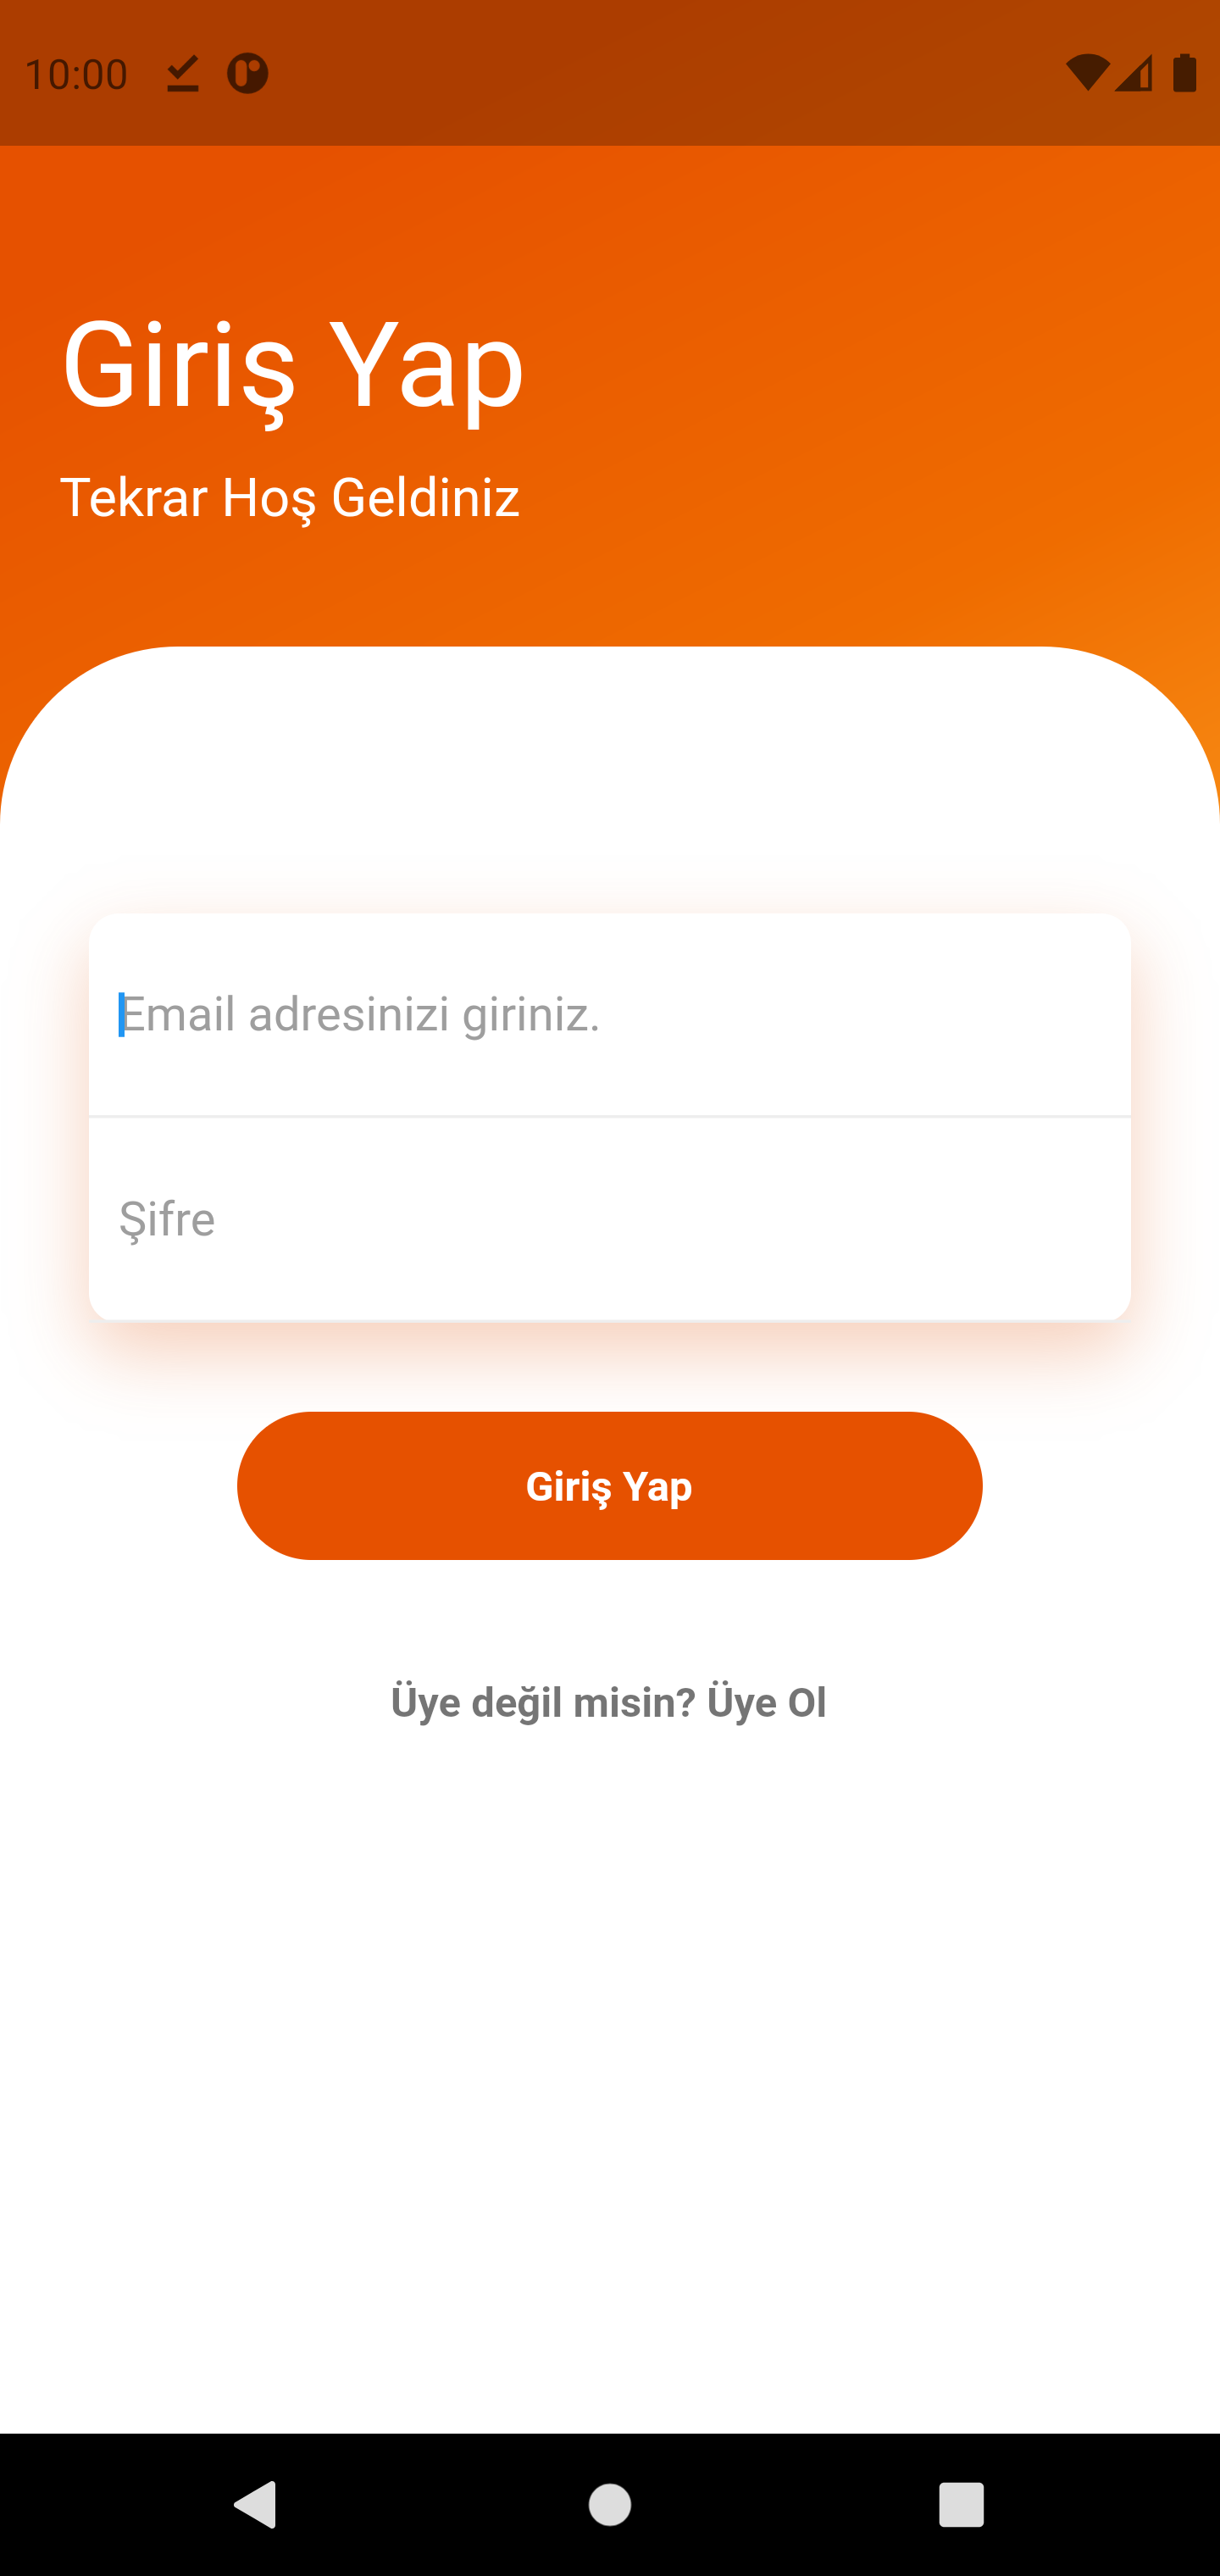 10:00
Giriş Yap
Tekrar Hoş Geldiniz
Email adresinizi giriniz.
Şifre
Giriş Yap
Üye değil misin? Üye Ol